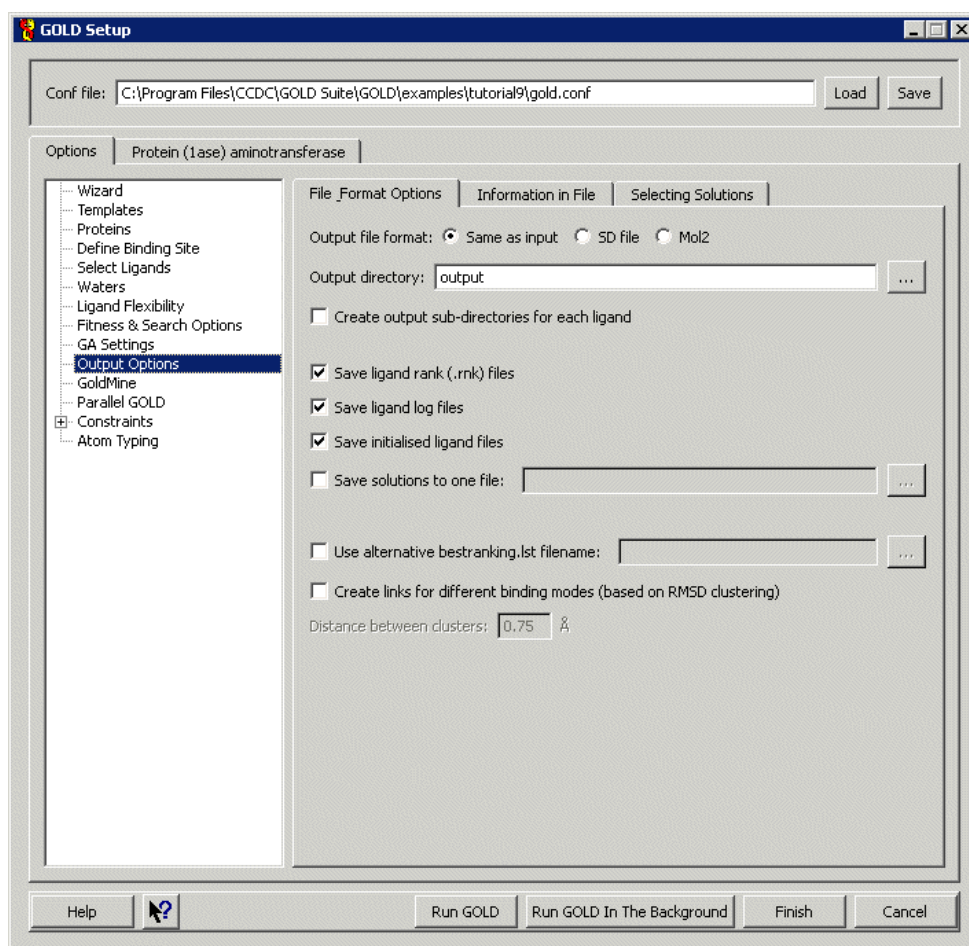 GOLD Setup
Conf file: C:\Program Files\CCDC\GOLD Suite\GOLD\examples\tutorial9\gold.conf Load Save
Options Protein (1ase) aminotransferase
Wizard
Templates
Proteins
Define Binding Site
Select Ligands
Waters
Ligand Flexibility
Fitness & Search Options
GA Settings
Output Options
GoldMine
Parallel GOLD
Constraints
Atom Typing
File Format Options Information in File Selecting Solutions
Output file format: Same as input SD file Mol2
Output directory: output ...
Create output sub-directories for each ligand
Save ligand rank (.rnk) files
Save ligand log files
Save initialised ligand files
Save solutions to one file: ...
Use alternative bestranking.lst filename: ...
Create links for different binding modes (based on RMSD clustering)
Distance between clusters: 0.75 Å
Help ? Run GOLD Run GOLD In The Background Finish Cancel